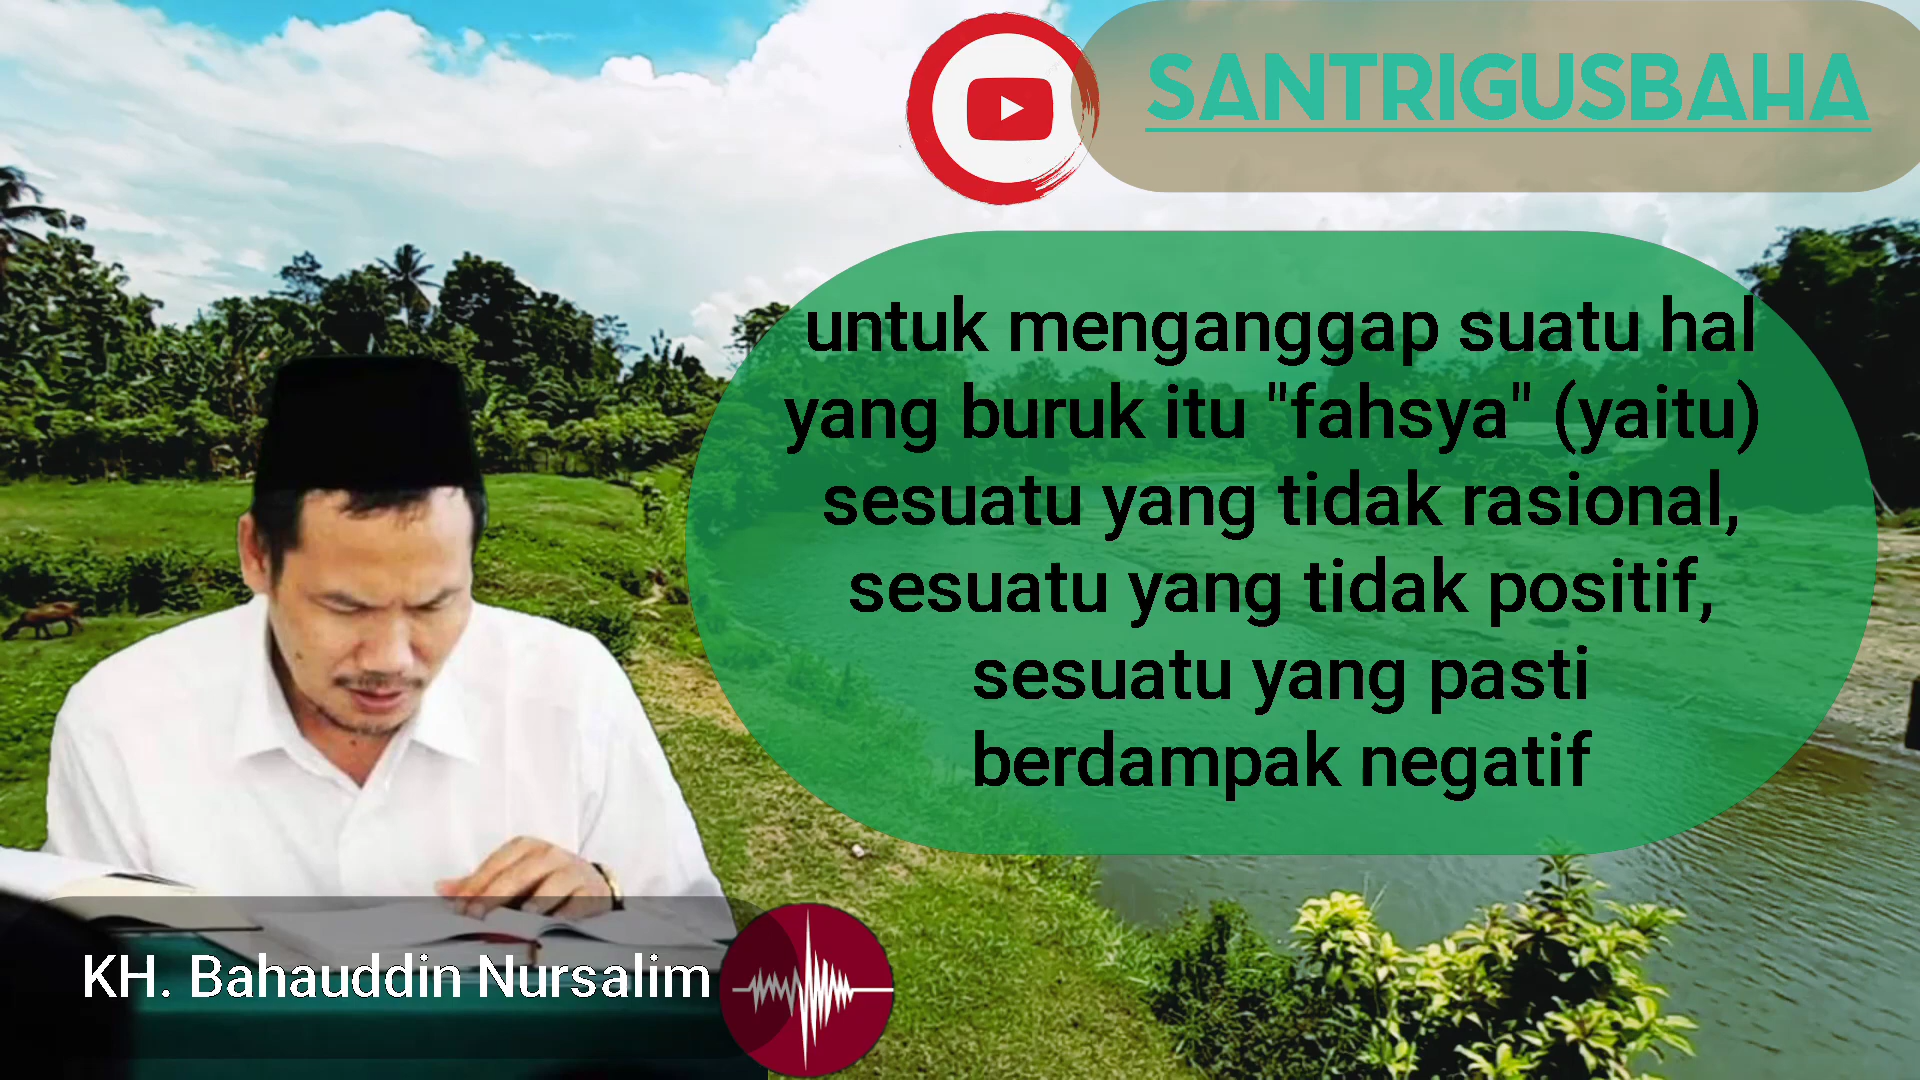 SANTRIGUSBAHA
untuk menganggap suatu hal
yang buruk itu "fahsya" (yaitu)
sesuatu yang tidak rasional,
sesuatu yang tidak positif,
sesuatu yang pasti
berdampak negatif
KH. Bahauddin Nursalim